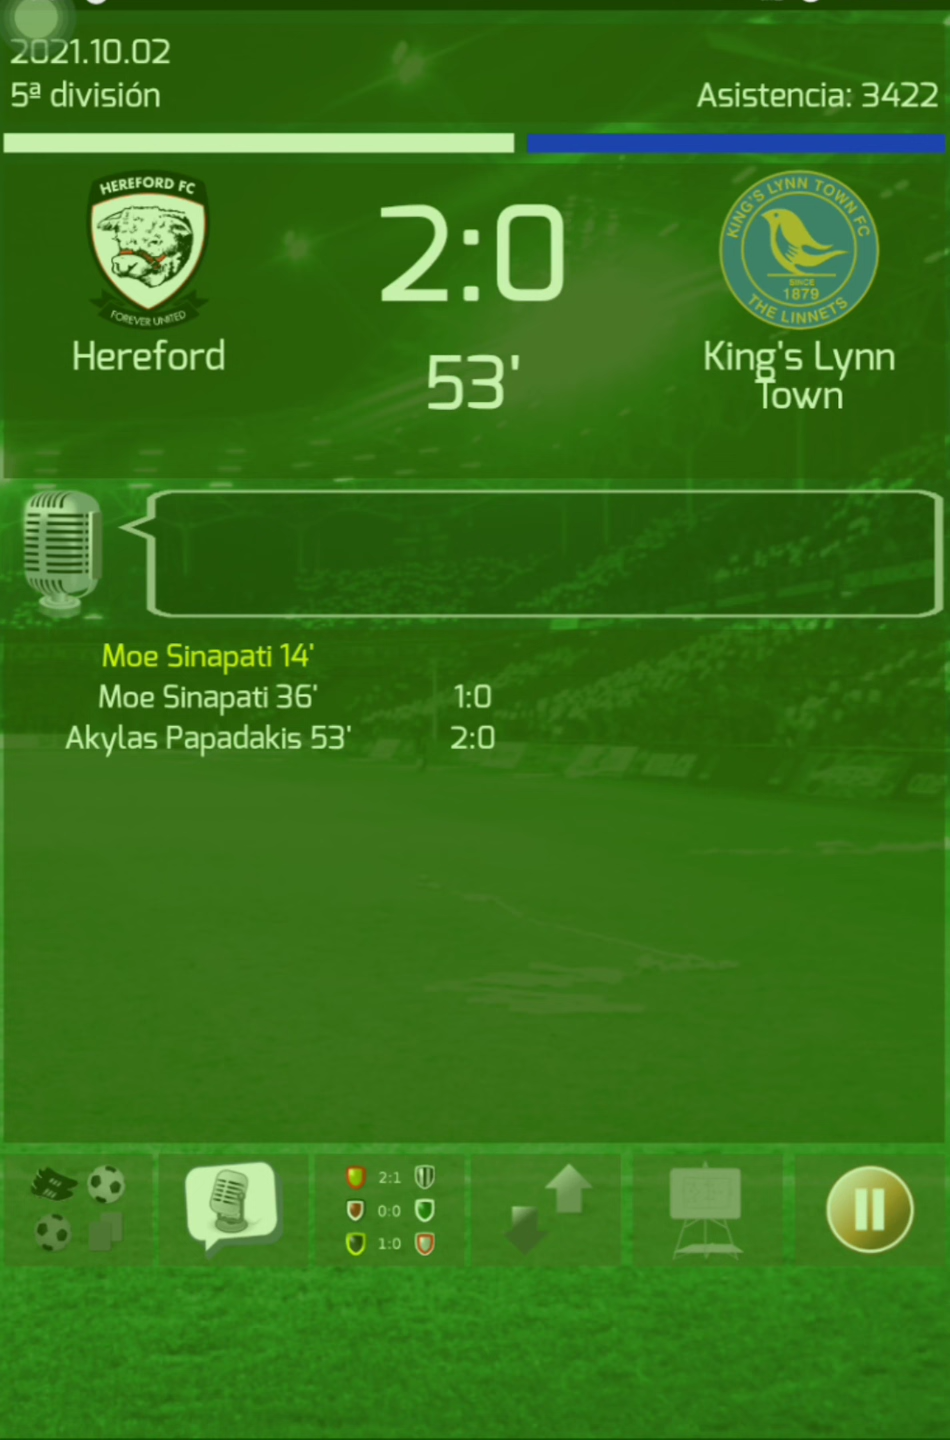 2021.10.02
5ª división
Asistencia: 3422
HEREFORD FC
FOREVER UNITED
2:0
KING'S LYNN TOWN FC
SINCE
1879
THE LINNETS
Hereford
53'
King's Lynn
Town
Moe Sinapati 14'
Moe Sinapati 36' 1:0
Akylas Papadakis 53' 2:0
2:1
0:0
1:0